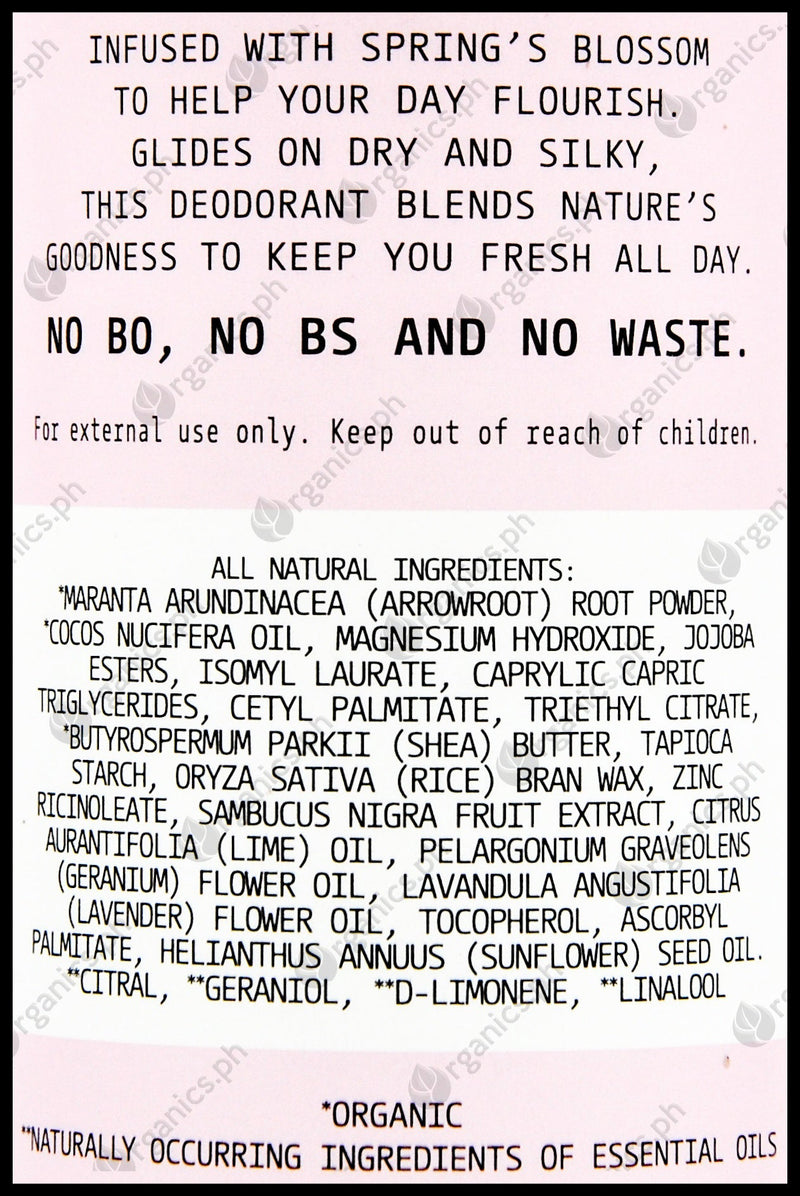 INFUSED WITH SPRING'S BLOSSOM
TO HELP YOUR DAY FLOURISH.
GLIDES ON DRY AND SILKY,
THIS DEODORANT BLENDS NATURE'S
GOODNESS TO KEEP YOU FRESH ALL DAY.
NO BO, NO BS AND NO WASTE.
For external use only. Keep out of reach of children.
ALL NATURAL INGREDIENTS:
*MARANTA ARUNDINACEA (ARROWROOT) ROOT POWDER,
*COCOS NUCIFERA OIL, MAGNESIUM HYDROXIDE, JOJOBA
ESTERS, ISOMYL LAURATE, CAPRYLIC CAPRIC
TRIGLYCERIDES, CETYL PALMITATE, TRIETHYL CITRATE,
*BUTYROSPERMUM PARKII (SHEA) BUTTER, TAPIOCA
STARCH, ORYZA SATIVA (RICE) BRAN WAX, ZINC
RICINOLEATE, SAMBUCUS NIGRA FRUIT EXTRACT, CITRUS
AURANTIFOLIA (LIME) OIL, PELARGONIUM GRAVEOLENS
(GERANIUM) FLOWER OIL, LAVANDULA ANGUSTIFOLIA
(LAVENDER) FLOWER OIL, TOCOPHEROL, ASCORBYL
PALMITATE, HELIANTHUS ANNUUS (SUNFLOWER) SEED OIL.
**CITRAL, **GERANIOL, **D-LIMONENE, **LINALOOL
*ORGANIC
**NATURALLY OCCURRING INGREDIENTS OF ESSENTIAL OILS
Organics.ph